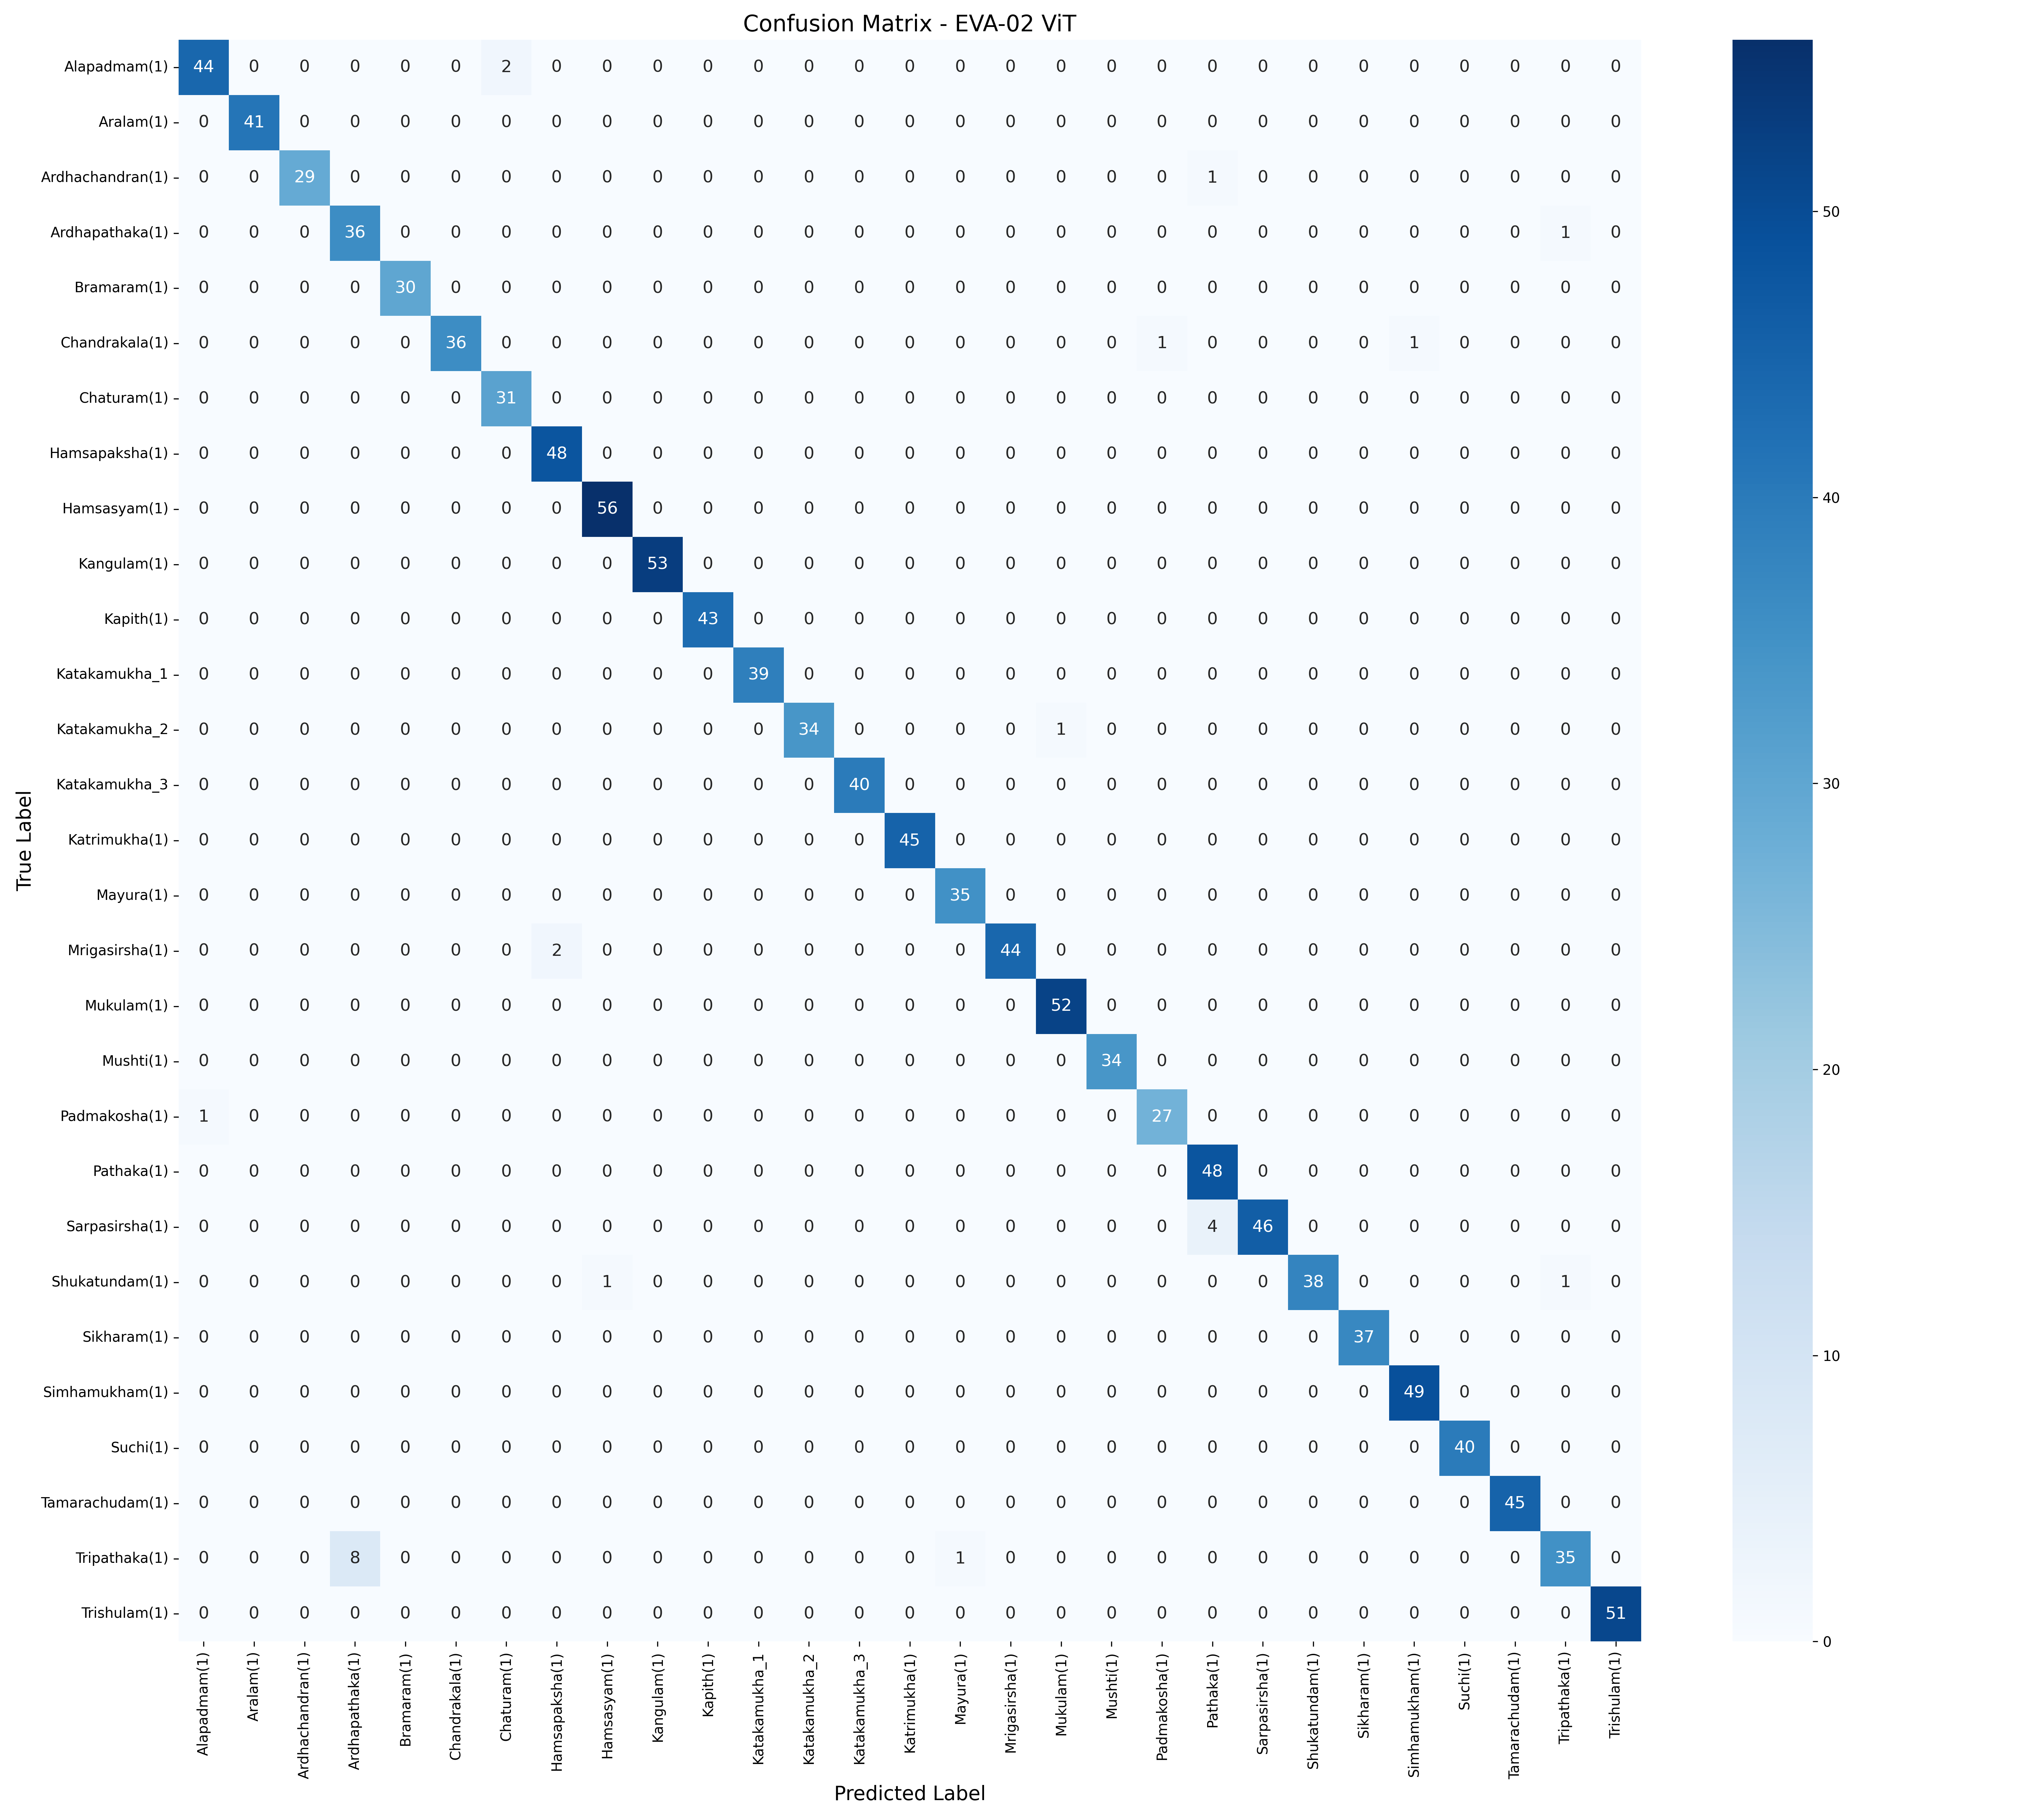 Confusion Matrix - EVA-02 ViT
Alapadmam(1) 44 0 0 0 0 0 2 0 0 0 0 0 0 0 0 0 0 0 0 0 0 0 0 0 0 0 0 0 0
Aralam(1) 0 41 0 0 0 0 0 0 0 0 0 0 0 0 0 0 0 0 0 0 0 0 0 0 0 0 0 0 0
Ardhachandran(1) 0 0 29 0 0 0 0 0 0 0 0 0 0 0 0 0 0 0 0 0 1 0 0 0 0 0 0 0 0
Ardhapathaka(1) 0 0 0 36 0 0 0 0 0 0 0 0 0 0 0 0 0 0 0 0 0 0 0 0 0 0 0 1 0
Bramaram(1) 0 0 0 0 30 0 0 0 0 0 0 0 0 0 0 0 0 0 0 0 0 0 0 0 0 0 0 0 0
Chandrakala(1) 0 0 0 0 0 36 0 0 0 0 0 0 0 0 0 0 0 0 0 1 0 0 0 0 1 0 0 0 0
Chaturam(1) 0 0 0 0 0 0 31 0 0 0 0 0 0 0 0 0 0 0 0 0 0 0 0 0 0 0 0 0 0
Hamsapaksha(1) 0 0 0 0 0 0 0 48 0 0 0 0 0 0 0 0 0 0 0 0 0 0 0 0 0 0 0 0 0
Hamsasyam(1) 0 0 0 0 0 0 0 0 56 0 0 0 0 0 0 0 0 0 0 0 0 0 0 0 0 0 0 0 0
Kangulam(1) 0 0 0 0 0 0 0 0 0 53 0 0 0 0 0 0 0 0 0 0 0 0 0 0 0 0 0 0 0
Kapith(1) 0 0 0 0 0 0 0 0 0 0 43 0 0 0 0 0 0 0 0 0 0 0 0 0 0 0 0 0 0
Katakamukha_1 0 0 0 0 0 0 0 0 0 0 0 39 0 0 0 0 0 0 0 0 0 0 0 0 0 0 0 0 0
Katakamukha_2 0 0 0 0 0 0 0 0 0 0 0 0 34 0 0 0 0 1 0 0 0 0 0 0 0 0 0 0 0
Katakamukha_3 0 0 0 0 0 0 0 0 0 0 0 0 0 40 0 0 0 0 0 0 0 0 0 0 0 0 0 0 0
Katrimukha(1) 0 0 0 0 0 0 0 0 0 0 0 0 0 0 45 0 0 0 0 0 0 0 0 0 0 0 0 0 0
Mayura(1) 0 0 0 0 0 0 0 0 0 0 0 0 0 0 0 35 0 0 0 0 0 0 0 0 0 0 0 0 0
Mrigasirsha(1) 0 0 0 0 0 0 0 2 0 0 0 0 0 0 0 0 44 0 0 0 0 0 0 0 0 0 0 0 0
Mukulam(1) 0 0 0 0 0 0 0 0 0 0 0 0 0 0 0 0 0 52 0 0 0 0 0 0 0 0 0 0 0
Mushti(1) 0 0 0 0 0 0 0 0 0 0 0 0 0 0 0 0 0 0 34 0 0 0 0 0 0 0 0 0 0
Padmakosha(1) 1 0 0 0 0 0 0 0 0 0 0 0 0 0 0 0 0 0 0 27 0 0 0 0 0 0 0 0 0
Pathaka(1) 0 0 0 0 0 0 0 0 0 0 0 0 0 0 0 0 0 0 0 0 48 0 0 0 0 0 0 0 0
Sarpasirsha(1) 0 0 0 0 0 0 0 0 0 0 0 0 0 0 0 0 0 0 0 0 4 46 0 0 0 0 0 0 0
Shukatundam(1) 0 0 0 0 0 0 0 0 1 0 0 0 0 0 0 0 0 0 0 0 0 0 38 0 0 0 0 1 0
Sikharam(1) 0 0 0 0 0 0 0 0 0 0 0 0 0 0 0 0 0 0 0 0 0 0 0 37 0 0 0 0 0
Simhamukham(1) 0 0 0 0 0 0 0 0 0 0 0 0 0 0 0 0 0 0 0 0 0 0 0 0 49 0 0 0 0
Suchi(1) 0 0 0 0 0 0 0 0 0 0 0 0 0 0 0 0 0 0 0 0 0 0 0 0 0 40 0 0 0
Tamarachudam(1) 0 0 0 0 0 0 0 0 0 0 0 0 0 0 0 0 0 0 0 0 0 0 0 0 0 0 45 0 0
Tripathaka(1) 0 0 0 8 0 0 0 0 0 0 0 0 0 0 0 1 0 0 0 0 0 0 0 0 0 0 0 35 0
Trishulam(1) 0 0 0 0 0 0 0 0 0 0 0 0 0 0 0 0 0 0 0 0 0 0 0 0 0 0 0 0 51
True Label
Alapadmam(1)
Aralam(1)
Ardhachandran(1)
Ardhapathaka(1)
Bramaram(1)
Chandrakala(1)
Chaturam(1)
Hamsapaksha(1)
Hamsasyam(1)
Kangulam(1)
Kapith(1)
Katakamukha_1
Katakamukha_2
Katakamukha_3
Katrimukha(1)
Mayura(1)
Mrigasirsha(1)
Mukulam(1)
Mushti(1)
Padmakosha(1)
Pathaka(1)
Sarpasirsha(1)
Shukatundam(1)
Sikharam(1)
Simhamukham(1)
Suchi(1)
Tamarachudam(1)
Tripathaka(1)
Trishulam(1)
Predicted Label
50
40
30
20
10
0